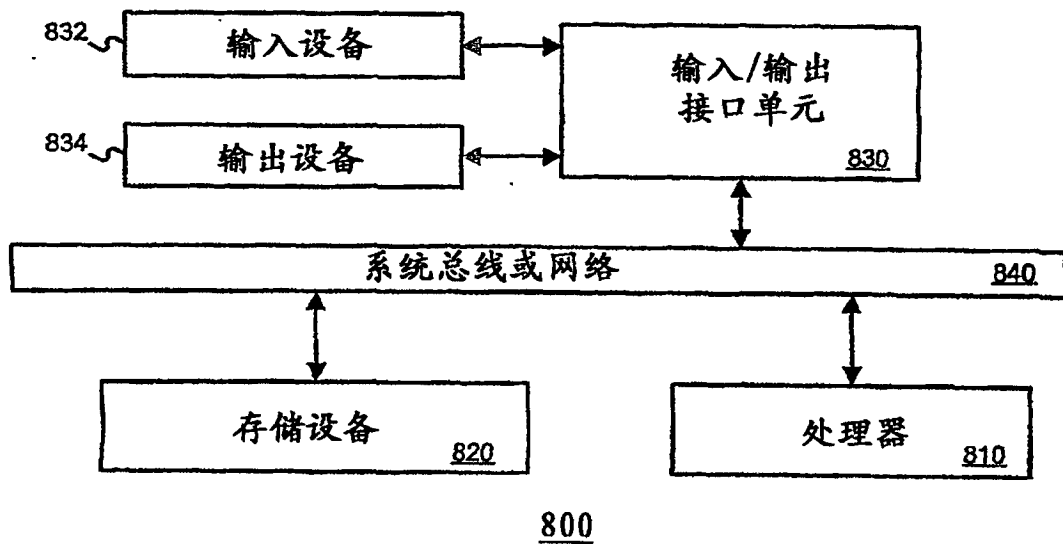 832
输入设备
输入/输出
接口单元
830
834
输出设备
系统总线或网络
840
存储设备
820
处理器
810
800